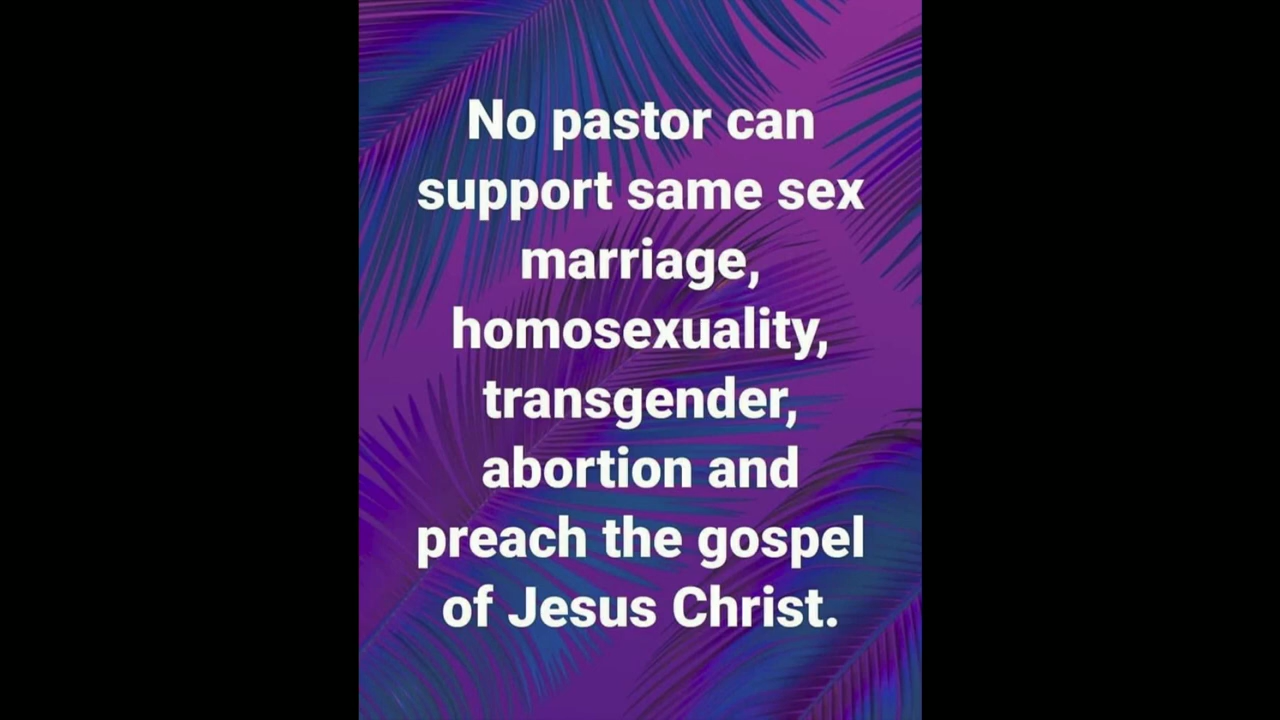 No pastor can
support same sex
marriage,
homosexuality,
transgender,
abortion and
preach the gospel
of Jesus Christ.